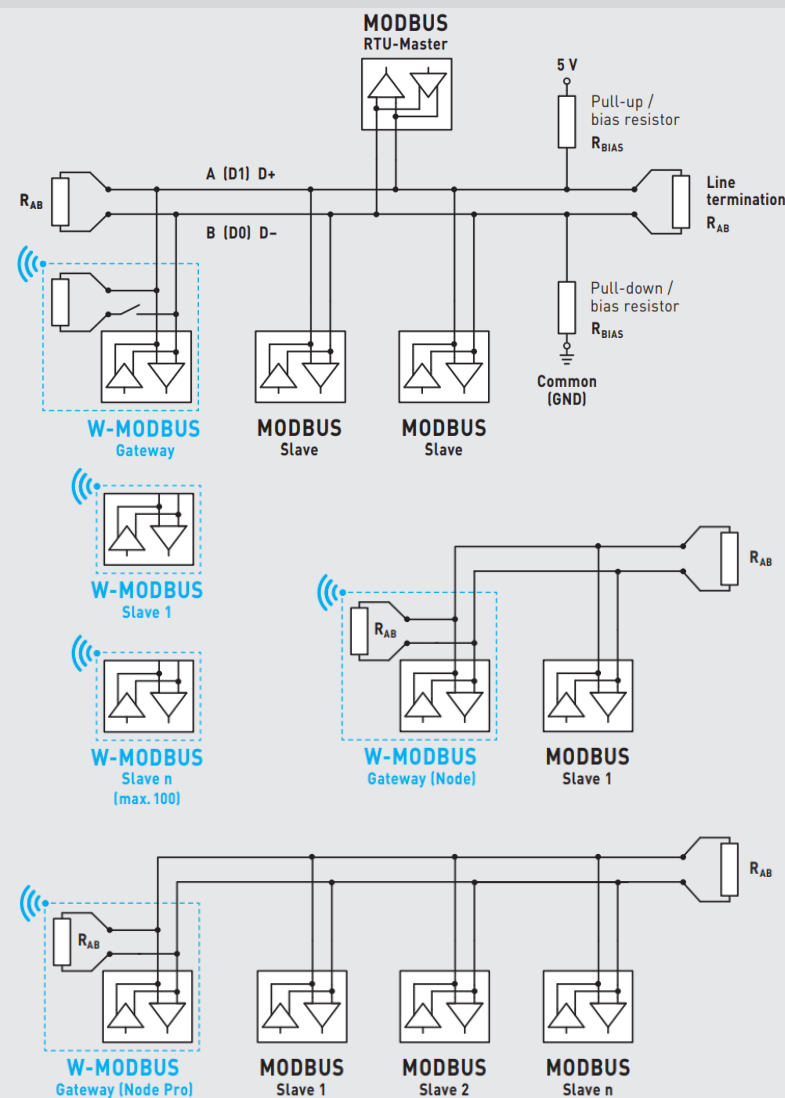 MODBUS
RTU-Master
5 V
Pull-up /
bias resistor
RBIAS
A (D1) D+
RAB
B (D0) D–
Line
termination
RAB
Pull-down /
bias resistor
RBIAS
Common
(GND)
W-MODBUS
Gateway
MODBUS
Slave
MODBUS
Slave
W-MODBUS
Slave 1
RAB
RAB
W-MODBUS
Slave n
(max. 100)
W-MODBUS
Gateway (Node)
MODBUS
Slave 1
RAB
RAB
W-MODBUS
Gateway (Node Pro)
MODBUS
Slave 1
MODBUS
Slave 2
MODBUS
Slave n